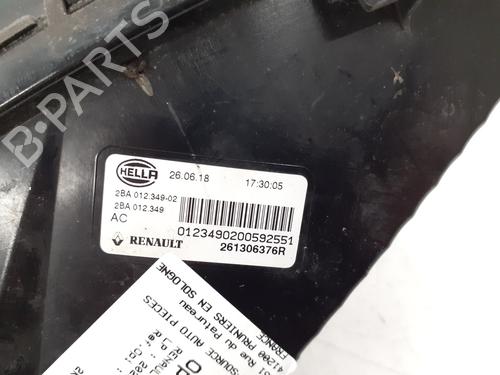 B-PARTS
HELLA
26.06.18 17:30:05
2BA 012.349-02
2BA 012.349
AC
0123490200592551
RENAULT
261306376R
SOURCE AUTO PIECES
Rue du Patureau
41200 PRUNIERS EN SOLOGNE
FRANCE